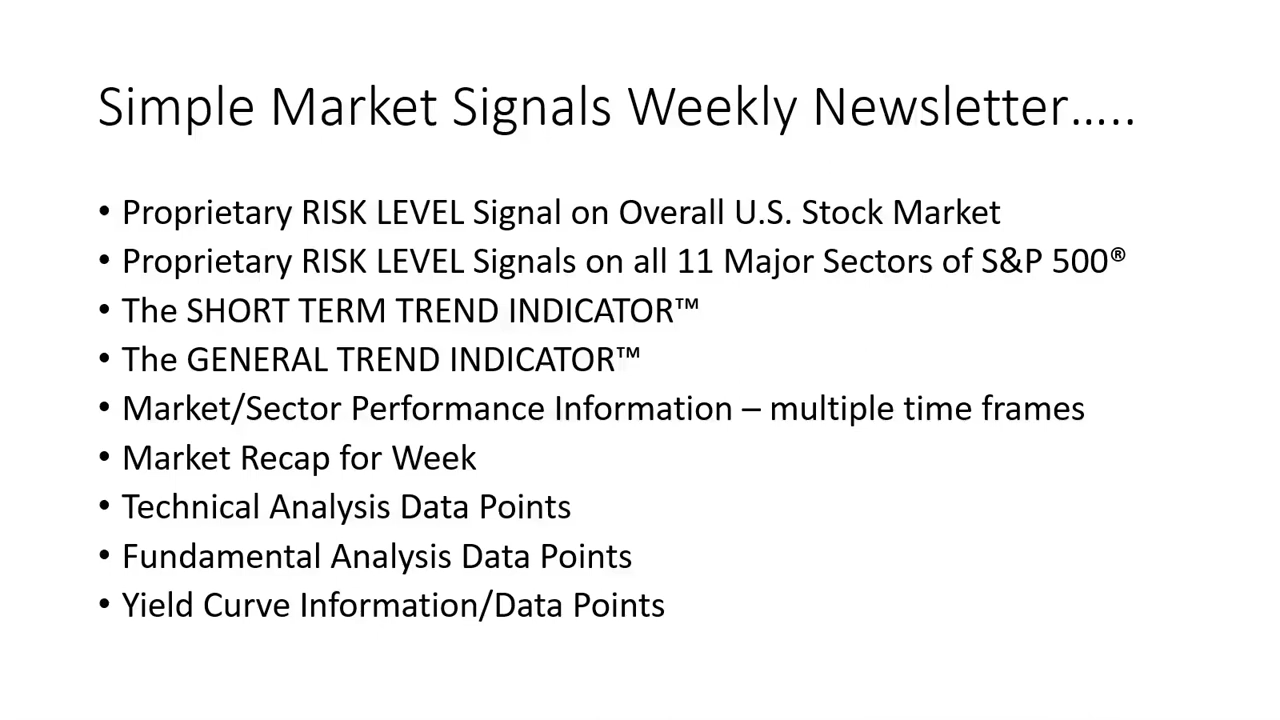 Simple Market Signals Weekly Newsletter…..
• Proprietary RISK LEVEL Signal on Overall U.S. Stock Market
• Proprietary RISK LEVEL Signals on all 11 Major Sectors of S&P 500®
• The SHORT TERM TREND INDICATOR™
• The GENERAL TREND INDICATOR™
• Market/Sector Performance Information – multiple time frames
• Market Recap for Week
• Technical Analysis Data Points
• Fundamental Analysis Data Points
• Yield Curve Information/Data Points